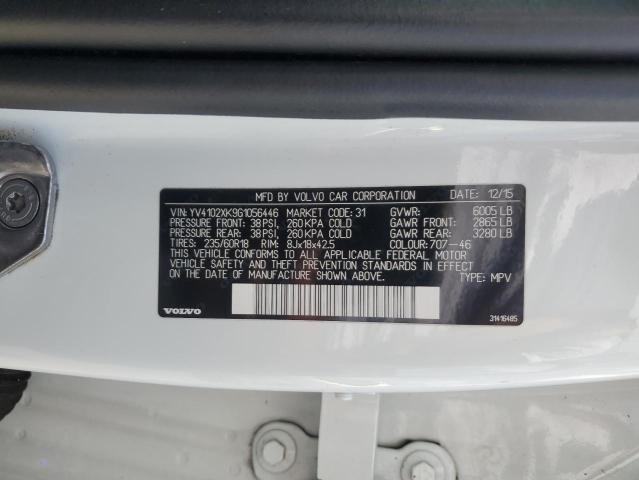 MFD BY VOLVO CAR CORPORATION DATE: 12/15
VIN: YV4102XK9G1056446 MARKET CODE: 31 GVWR: 6005 LB
PRESSURE FRONT: 38 PSI, 260 KPA COLD GAWR FRONT: 2865 LB
PRESSURE REAR: 38 PSI, 260 KPA COLD GAWR REAR: 3280 LB
TIRES: 235/60R18 RIM: 8Jx18x42.5 COLOUR: 707-46
THIS VEHICLE CONFORMS TO ALL APPLICABLE FEDERAL MOTOR
VEHICLE SAFETY AND THEFT PREVENTION STANDARDS IN EFFECT
ON THE DATE OF MANUFACTURE SHOWN ABOVE. TYPE: MPV
VOLVO 31416485